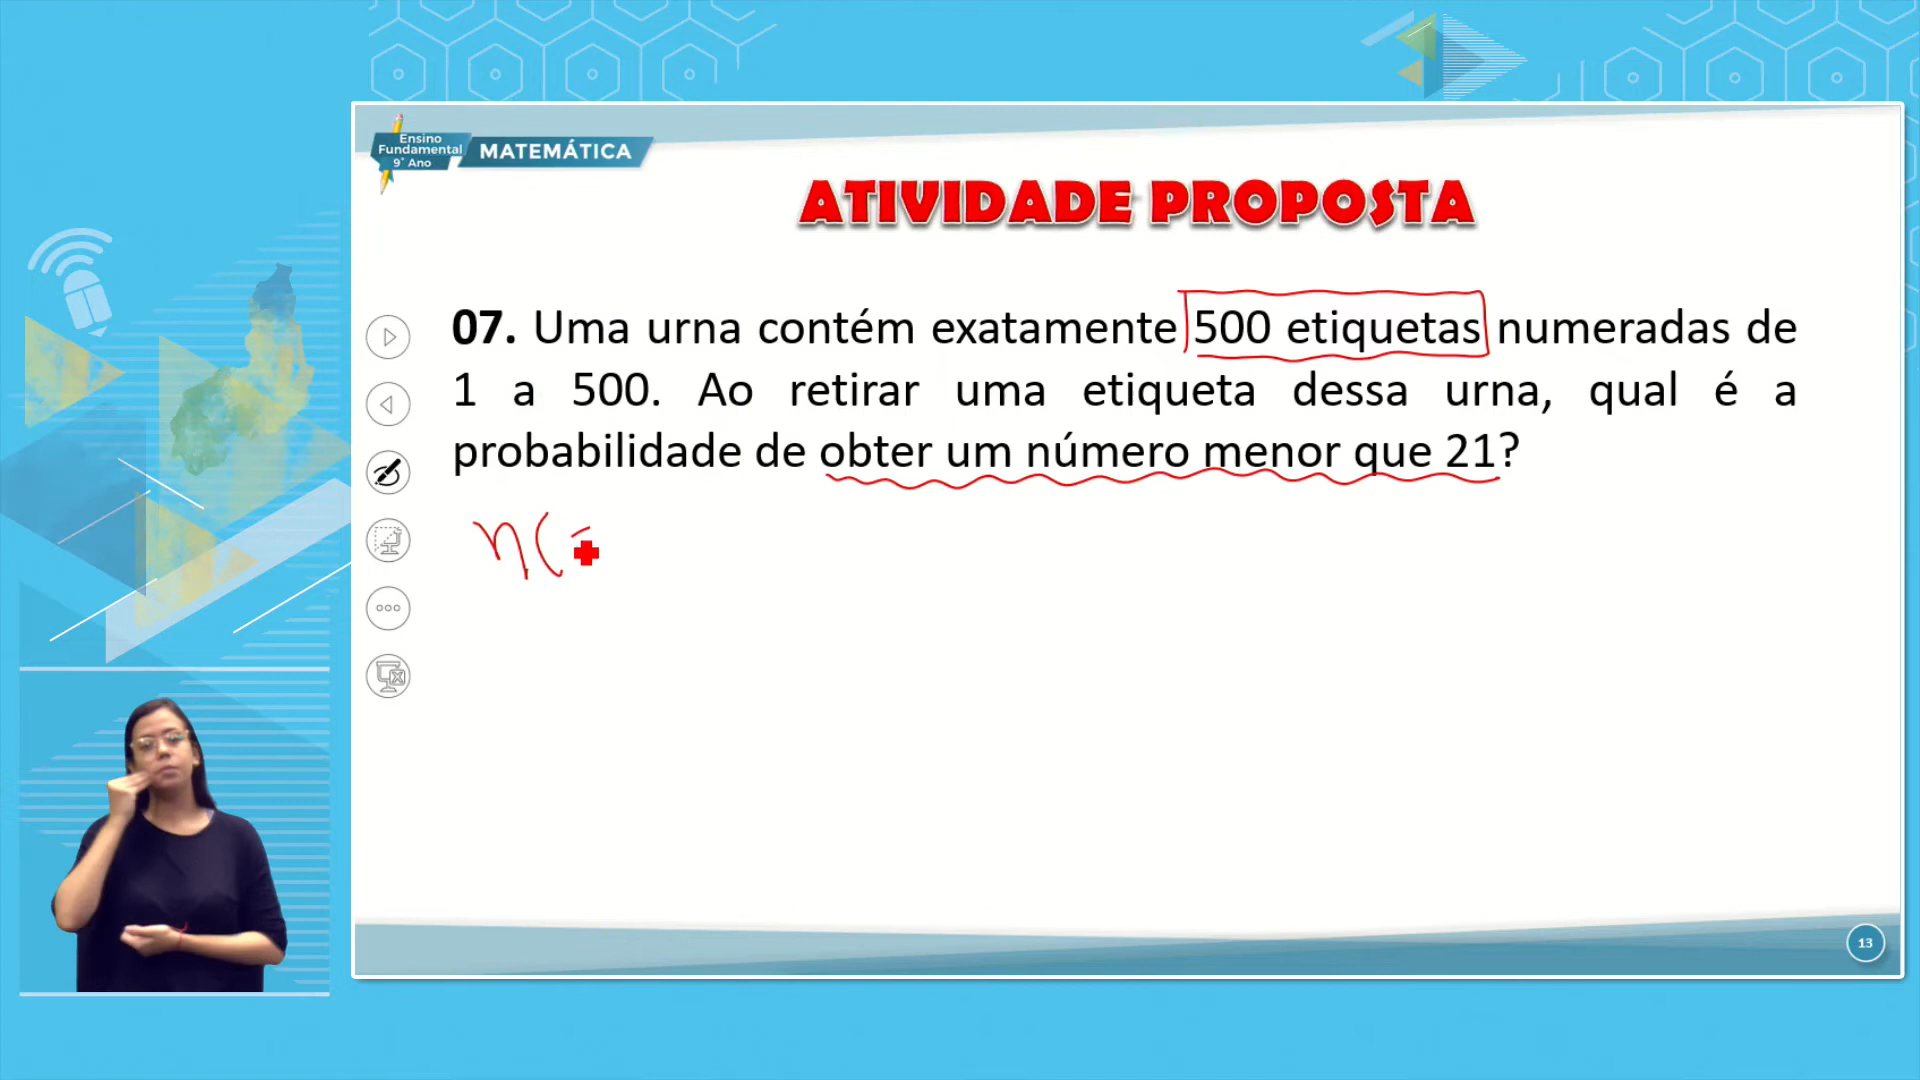 Ensino
Fundamental
9° Ano
MATEMÁTICA
ATIVIDADE PROPOSTA
07. Uma urna contém exatamente 500 etiquetas numeradas de
1 a 500. Ao retirar uma etiqueta dessa urna, qual é a
probabilidade de obter um número menor que 21?
n(
13